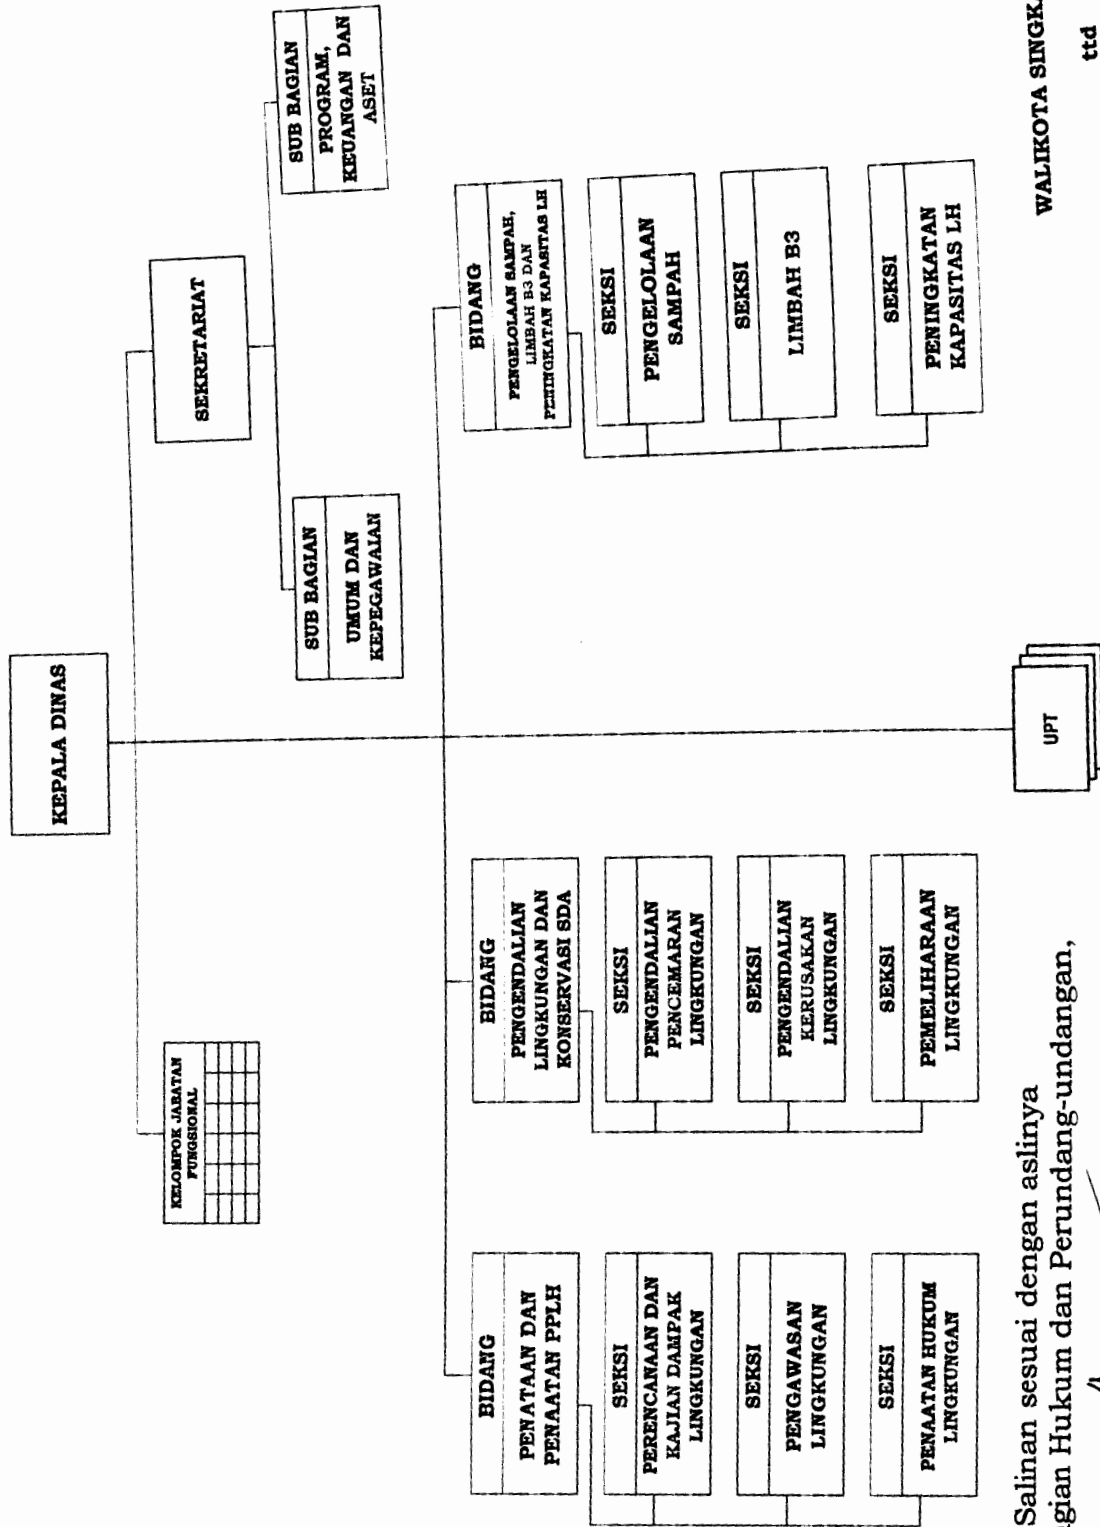 KEPALA DINAS
KELOMPOK JABATAN
FUNGSIONAL
SEKRETARIAT
SUB BAGIAN
UMUM DAN
KEPEGAWAIAN
SUB BAGIAN
PROGRAM,
KEUANGAN DAN
ASET
BIDANG
PENATAAN DAN
PENAATAN PPLH
SEKSI
PERENCANAAN DAN
KAJIAN DAMPAK
LINGKUNGAN
SEKSI
PENGAWASAN
LINGKUNGAN
SEKSI
PENAATAN HUKUM
LINGKUNGAN
BIDANG
PENGENDALIAN
LINGKUNGAN DAN
KONSERVASI SDA
SEKSI
PENGENDALIAN
PENCEMARAN
LINGKUNGAN
SEKSI
PENGENDALIAN
KERUSAKAN
LINGKUNGAN
SEKSI
PEMELIHARAAN
LINGKUNGAN
BIDANG
PENGELOLAAN SAMPAH,
LIMBAH B3 DAN
PENINGKATAN KAPASITAS LH
SEKSI
PENGELOLAAN
SAMPAH
SEKSI
LIMBAH B3
SEKSI
PENINGKATAN
KAPASITAS LH
UPT
WALIKOTA SINGK
ttd
Salinan sesuai dengan aslinya
gian Hukum dan Perundang-undangan,